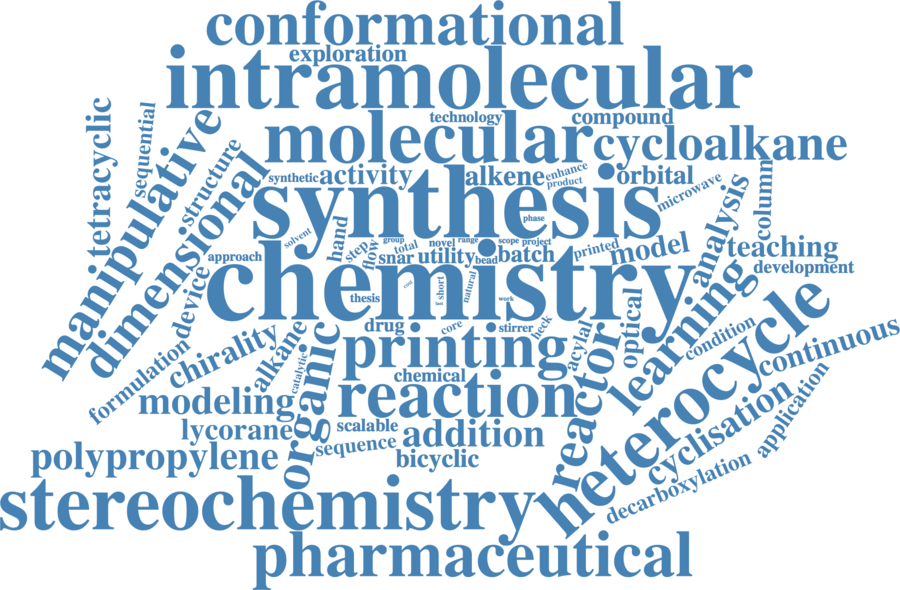 conformational
exploration
intramolecular
technology
compound
molecular
cycloalkane
tetracyclic
sequential
manipulative
structure
dimensional
synthetic
activity
alkene
enhance
product
orbital
microwave
synthesis
phase
column
analysis
solvent
hand
step
flow
group
total
novel
range
scope
project
snar
utility
bead
batch
printed
model
teaching
development
approach
chemistry
device
thesis
cool
short
natural
work
learning
optical
drug
core
stirrer
heck
acylal
condition
continuous
formulation
chirality
alkane
catalytic
organic
printing
reactor
heterocycle
chemical
modeling
reaction
cyclisation
application
lycorane
scalable
sequence
addition
polypropylene
bicyclic
decarboxylation
stereochemistry
pharmaceutical